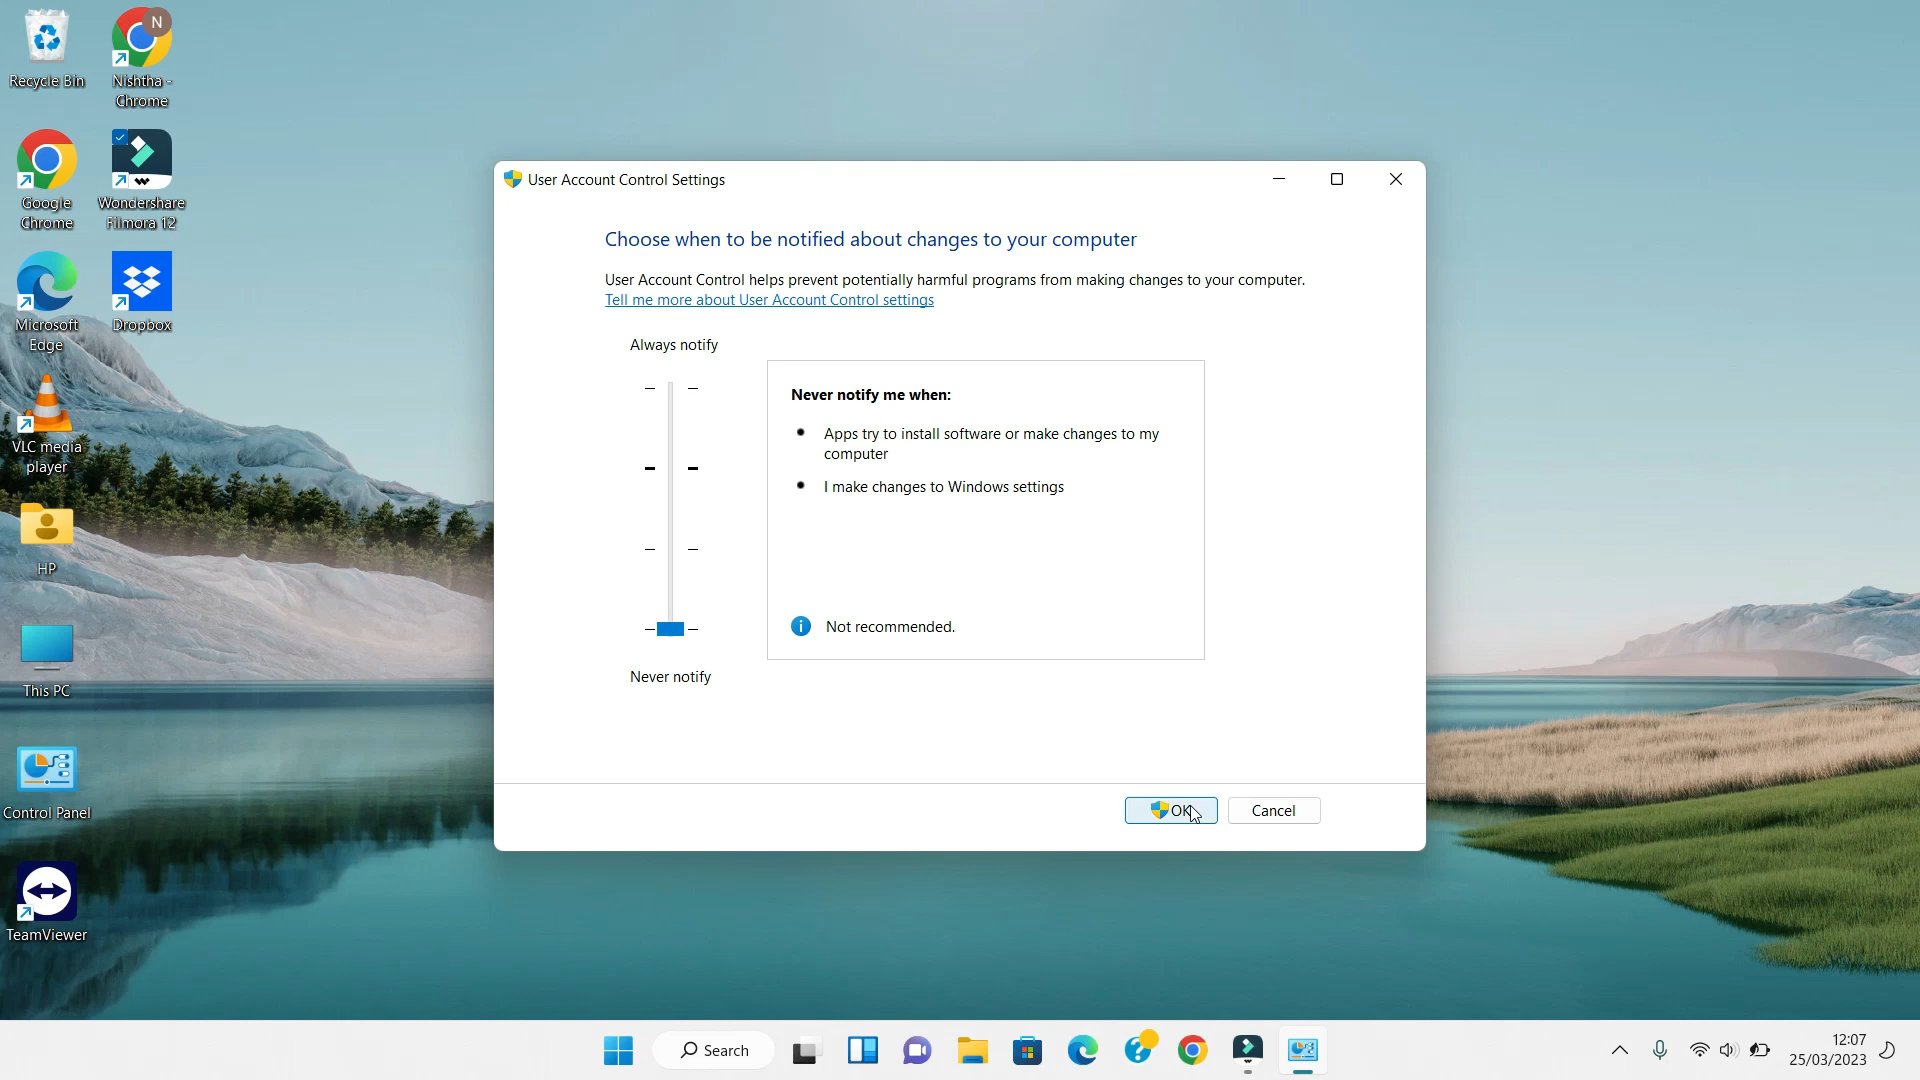 Recycle Bin
N
Nishtha -
Chrome
Google
Chrome
Wondershare
Filmora 12
Microsoft
Edge
Dropbox
VLC media
player
HP
This PC
Control Panel
TeamViewer
User Account Control Settings
Choose when to be notified about changes to your computer
User Account Control helps prevent potentially harmful programs from making changes to your computer.
Tell me more about User Account Control settings
Always notify
Never notify me when:
Apps try to install software or make changes to my
computer
I make changes to Windows settings
Not recommended.
Never notify
OK
Cancel
Search
12:07
25/03/2023